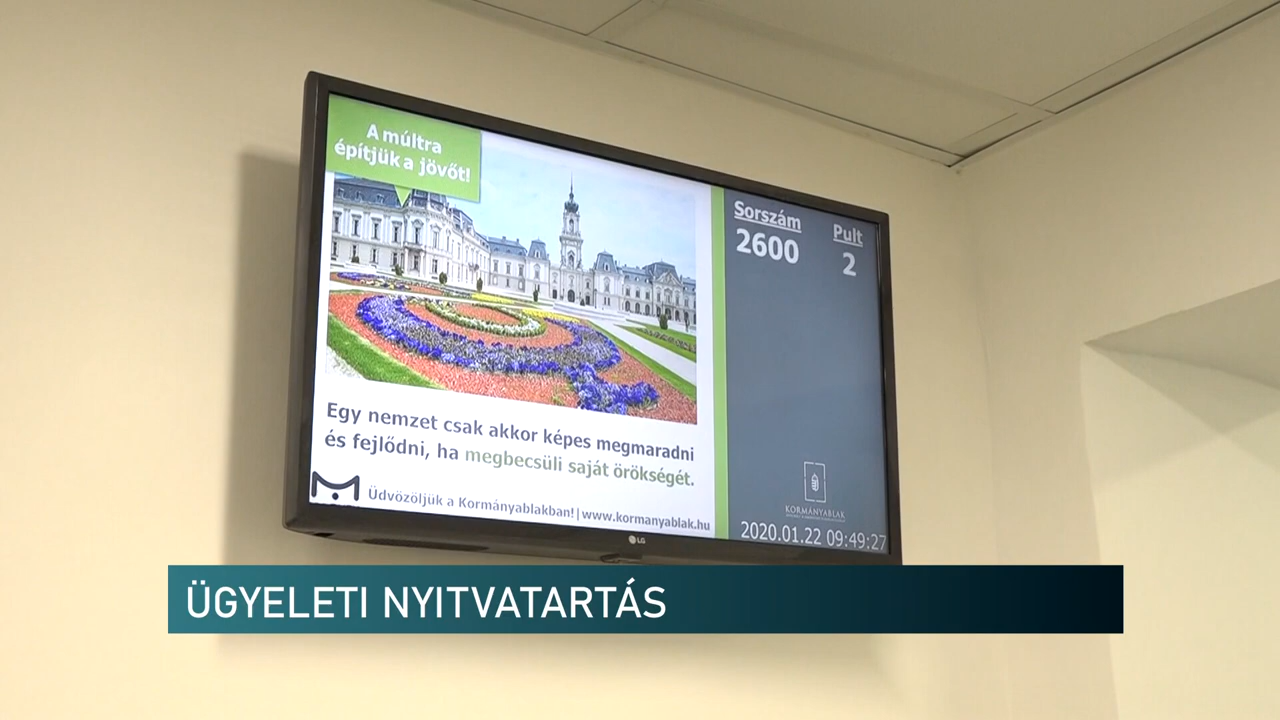 A múltra
építjük a jövőt!
Sorszám
Pult
2600
2
Egy nemzet csak akkor képes megmaradni
és fejlődni, ha megbecsüli saját örökségét.
Üdvözöljük a Kormányablakban! | www.kormanyablak.hu
KORMÁNYABLAK
2020.01.22 09:49:27
LG
ÜGYELETI NYITVATARTÁS